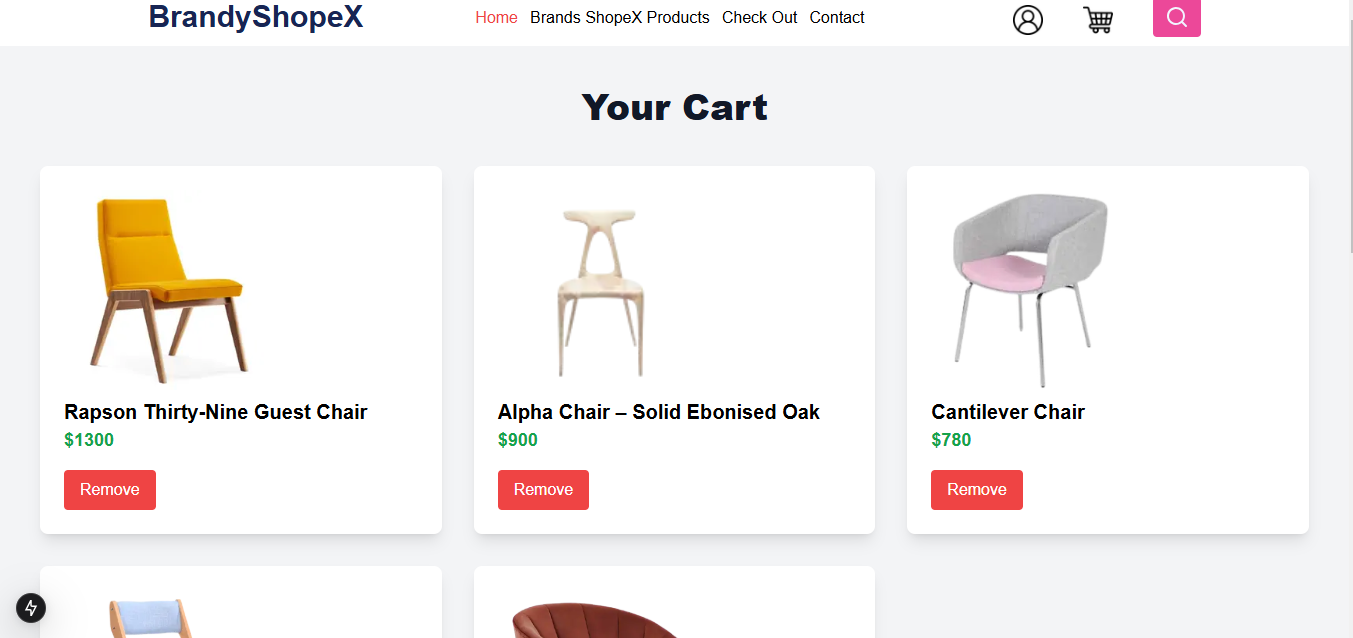 BrandyShopeX
Home Brands ShopeX Products Check Out Contact
Your Cart
Rapson Thirty-Nine Guest Chair
$1300
Remove
Alpha Chair – Solid Ebonised Oak
$900
Remove
Cantilever Chair
$780
Remove